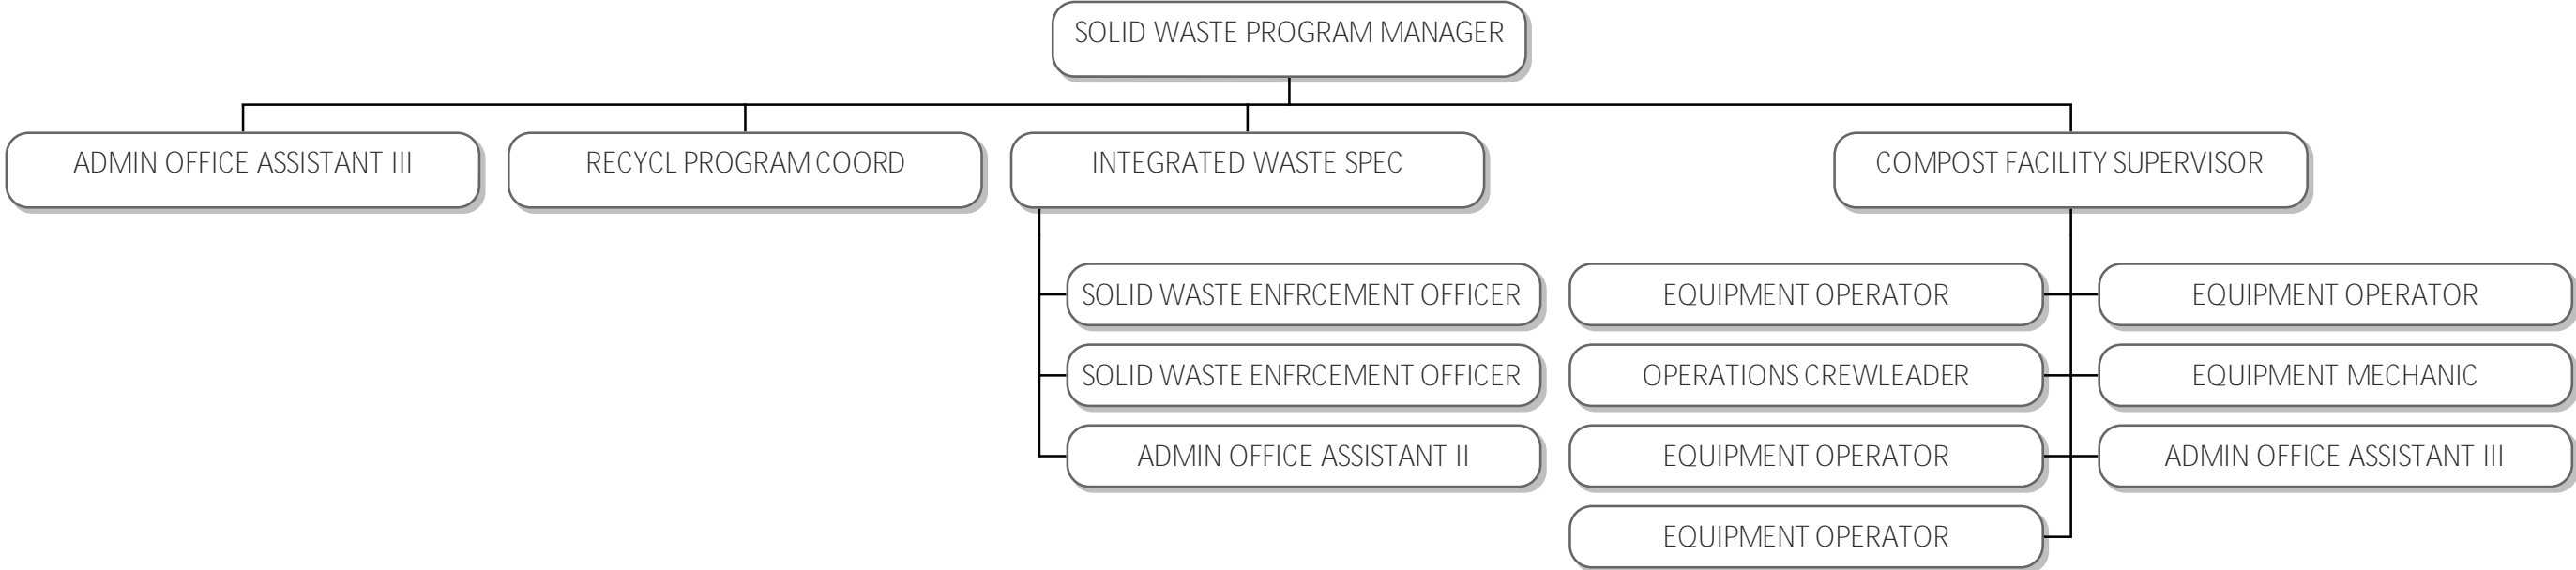 SOLID WASTE PROGRAM MANAGER
ADMIN OFFICE ASSISTANT III
RECYCL PROGRAM COORD
INTEGRATED WASTE SPEC
COMPOST FACILITY SUPERVISOR
SOLID WASTE ENFRCEMENT OFFICER
EQUIPMENT OPERATOR
EQUIPMENT OPERATOR
SOLID WASTE ENFRCEMENT OFFICER
OPERATIONS CREWLEADER
EQUIPMENT MECHANIC
ADMIN OFFICE ASSISTANT II
EQUIPMENT OPERATOR
ADMIN OFFICE ASSISTANT III
EQUIPMENT OPERATOR